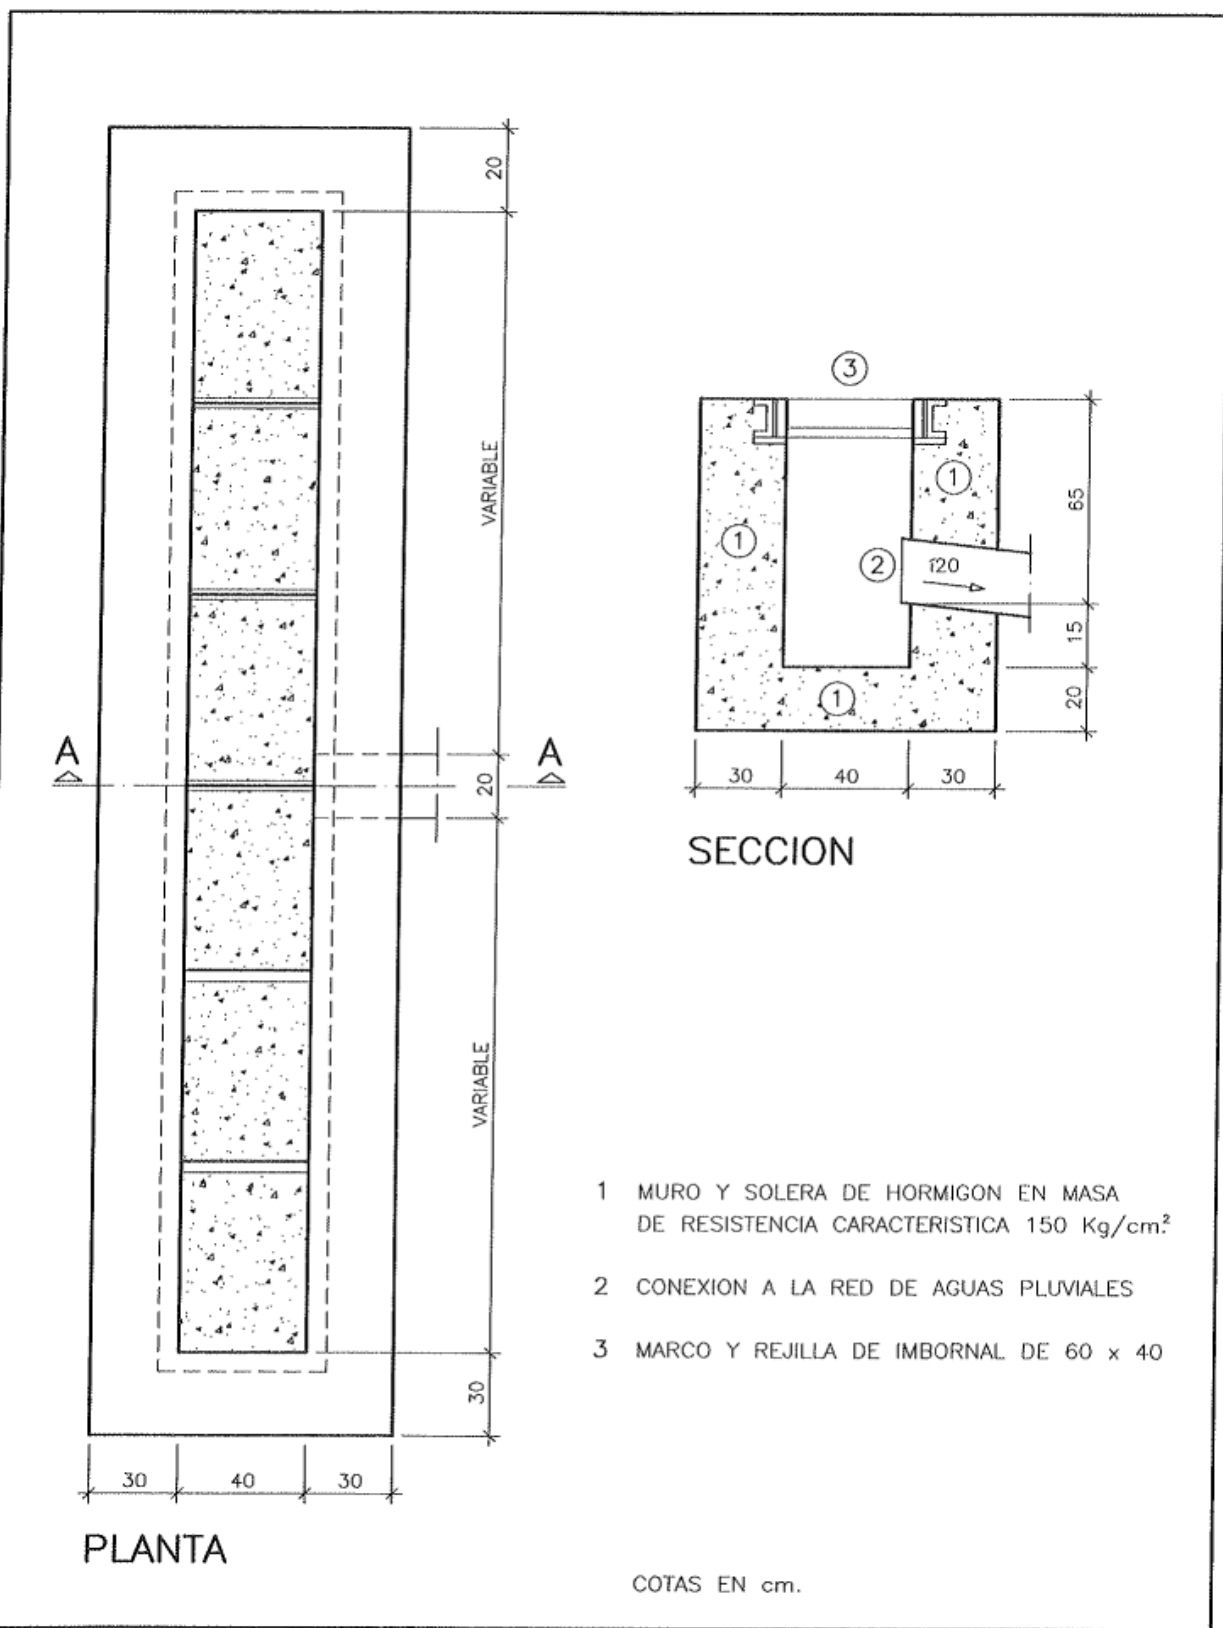 20
VARIABLE
A
A
20
VARIABLE
30
30
40
30
PLANTA
3
1
1
2
f20
1
65
15
20
30
40
30
SECCION
1 MURO Y SOLERA DE HORMIGON EN MASA
DE RESISTENCIA CARACTERISTICA 150 Kg/cm²
2 CONEXION A LA RED DE AGUAS PLUVIALES
3 MARCO Y REJILLA DE IMBORNAL DE 60 x 40
COTAS EN cm.